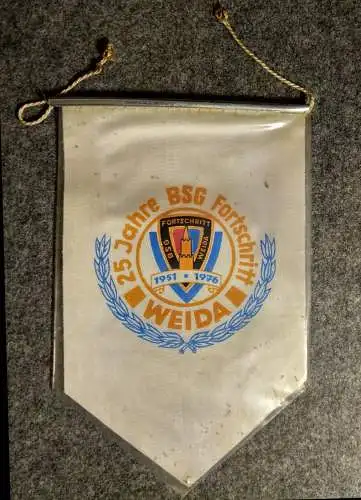 25 Jahre BSG Fortschritt
FORTSCHRITT
BSG WEIDA
1951 • 1976
WEIDA